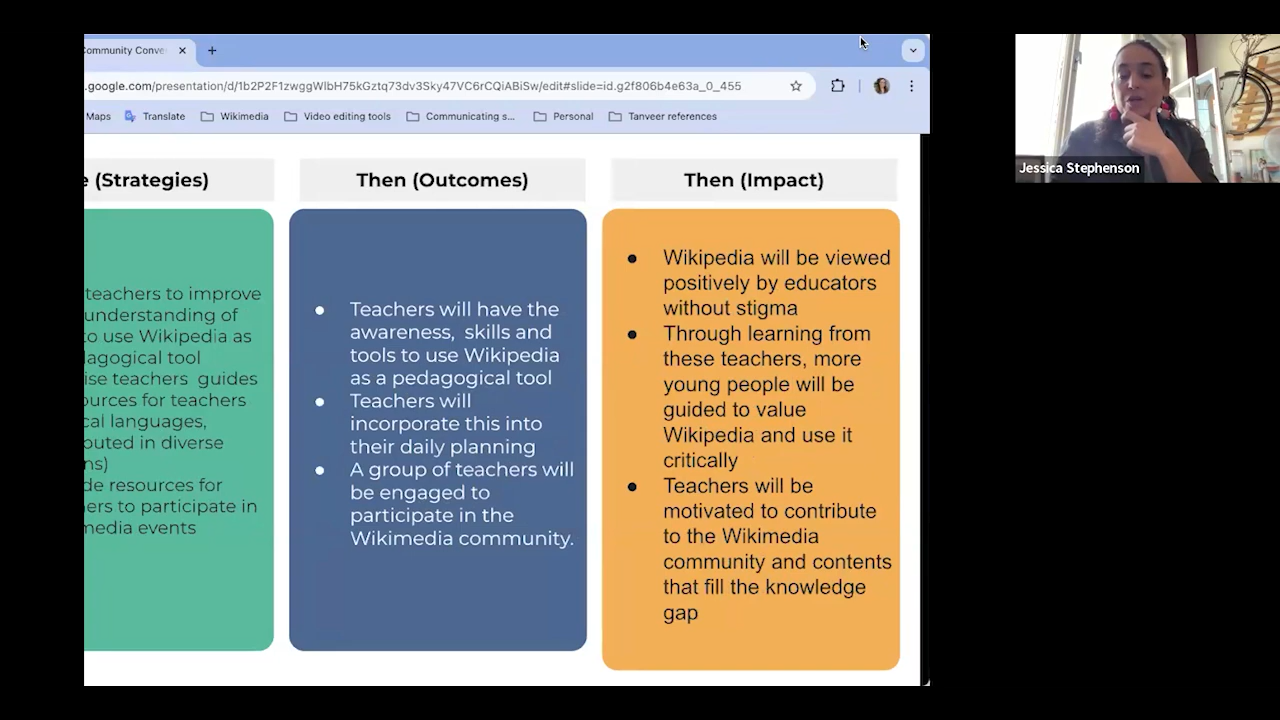 Community Conve
.google.com/presentation/d/1b2P2F1zwggWlbH75kGztq73dv3Sky47VC6rCQiABiSw/edit#slide=id.g2f806b4e63a_0_455
Maps Translate Wikimedia Video editing tools Communicating s... Personal Tanveer references
e (Strategies)
teachers to improve
understanding of
to use Wikipedia as
agogical tool
ise teachers guides
ources for teachers
cal languages,
buted in diverse
ns)
de resources for
ers to participate in
media events
Then (Outcomes)
● Teachers will have the
awareness, skills and
tools to use Wikipedia
as a pedagogical tool
● Teachers will
incorporate this into
their daily planning
● A group of teachers will
be engaged to
participate in the
Wikimedia community.
Then (Impact)
● Wikipedia will be viewed
positively by educators
without stigma
● Through learning from
these teachers, more
young people will be
guided to value
Wikipedia and use it
critically
● Teachers will be
motivated to contribute
to the Wikimedia
community and contents
that fill the knowledge
gap
Jessica Stephenson